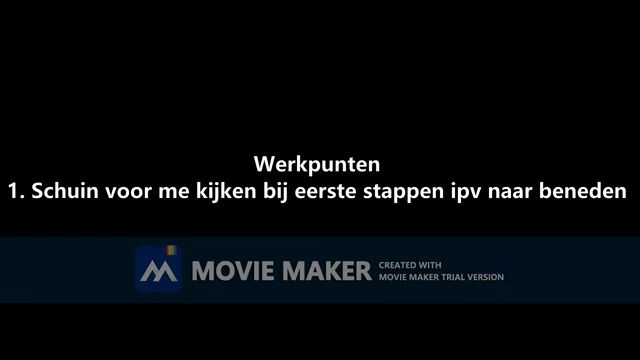 Werkpunten
1. Schuin voor me kijken bij eerste stappen ipv naar beneden
MOVIE MAKER
CREATED WITH
MOVIE MAKER TRIAL VERSION